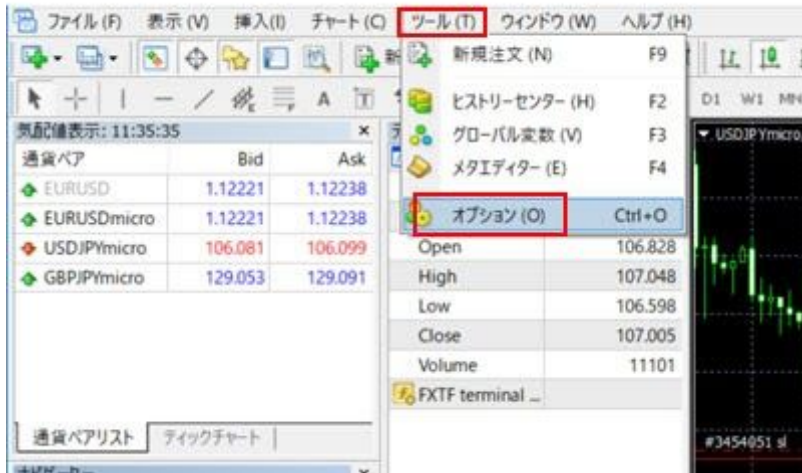 ファイル (F) 表示 (V) 挿入(I) チャート (C) ツール (T) ウィンドウ (W) ヘルプ (H)
新規注文 (N) F9
A T D1 W1 MN
ヒストリーセンター (H) F2
気配値表示: 11:35:35
グローバル変数 (V) F3
USDJPYmicro
通貨ペア Bid Ask
メタエディター (E) F4
EURUSD 1.12221 1.12238
オプション (O) Ctrl+O
EURUSDmicro 1.12221 1.12238
USDJPYmicro 106.081 106.099
Open 106.828
GBPJPYmicro 129.053 129.091
High 107.048
Low 106.598
Close 107.005
Volume 11101
FXTF terminal ...
通貨ペアリスト ティックチャート
#3454051 sl